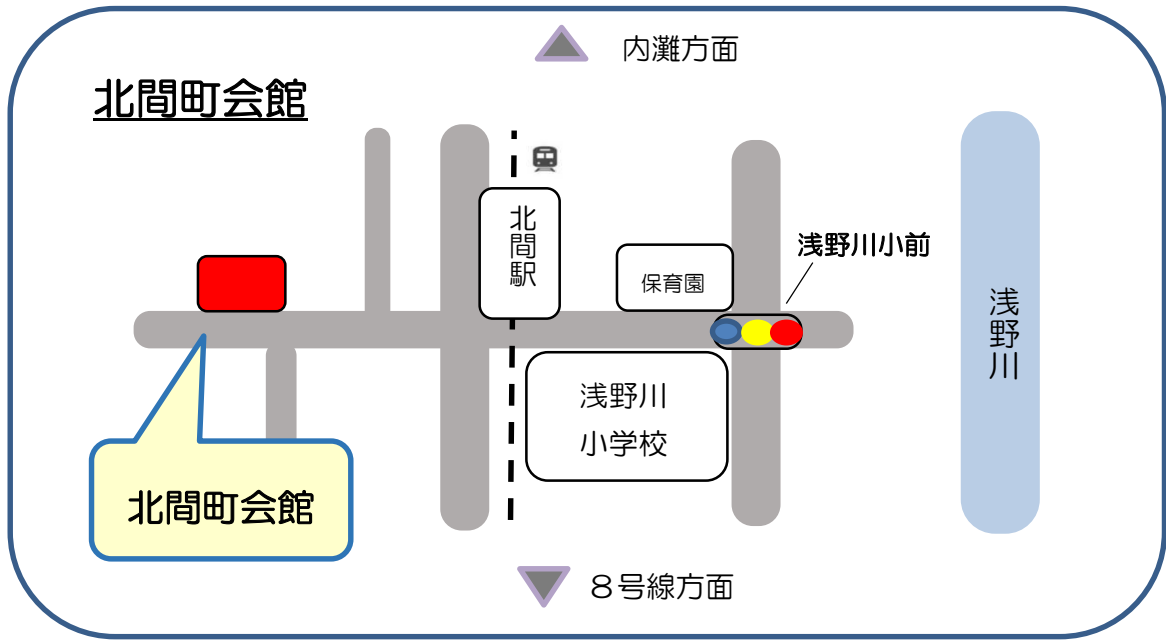 内灘方面
北間町会館
北間駅
保育園
浅野川小前
浅野川
浅野川
小学校
北間町会館
８号線方面